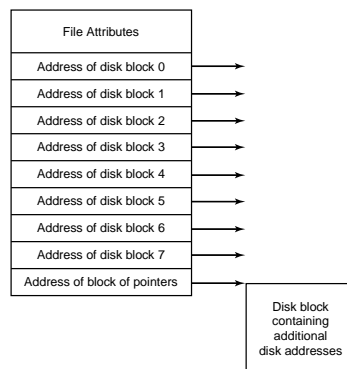 File Attributes
Address of disk block 0
Address of disk block 1
Address of disk block 2
Address of disk block 3
Address of disk block 4
Address of disk block 5
Address of disk block 6
Address of disk block 7
Address of block of pointers
Disk block
containing
additional
disk addresses